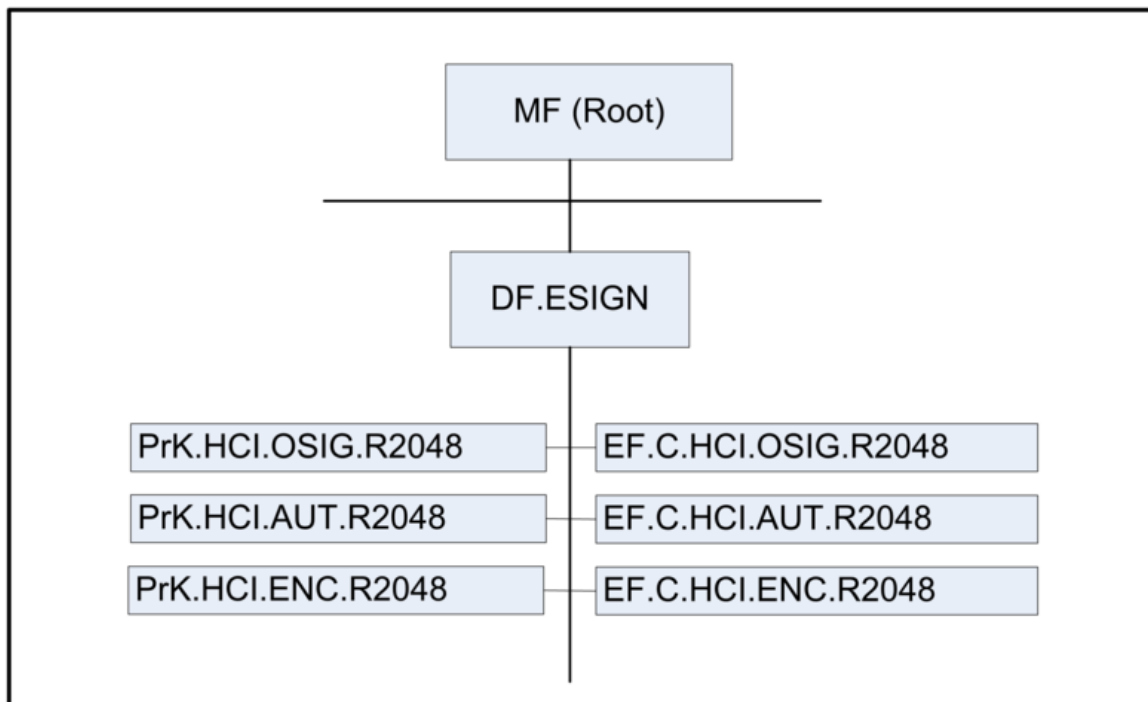 MF (Root)
DF.ESIGN
PrK.HCI.OSIG.R2048
EF.C.HCI.OSIG.R2048
PrK.HCI.AUT.R2048
EF.C.HCI.AUT.R2048
PrK.HCI.ENC.R2048
EF.C.HCI.ENC.R2048